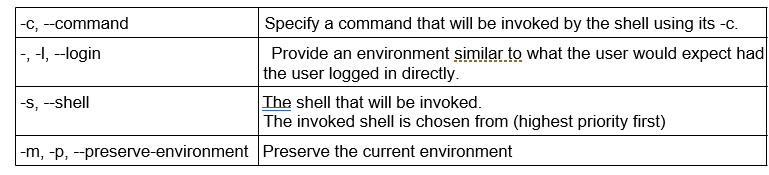 -c, --command
Specify a command that will be invoked by the shell using its -c.
-, -l, --login
Provide an environment similar to what the user would expect had
the user logged in directly.
-s, --shell
The shell that will be invoked.
The invoked shell is chosen from (highest priority first)
-m, -p, --preserve-environment
Preserve the current environment